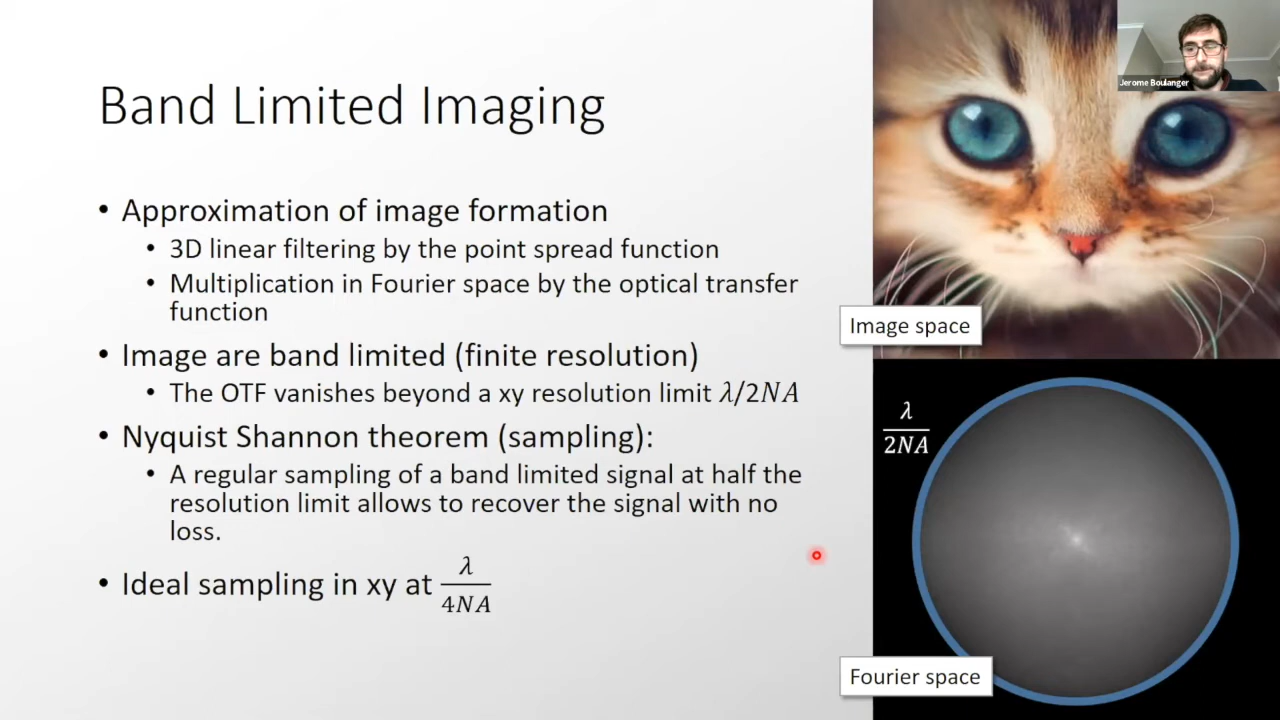 Band Limited Imaging
• Approximation of image formation
• 3D linear filtering by the point spread function
• Multiplication in Fourier space by the optical transfer
function
• Image are band limited (finite resolution)
• The OTF vanishes beyond a xy resolution limit λ/2NA
• Nyquist Shannon theorem (sampling):
• A regular sampling of a band limited signal at half the
resolution limit allows to recover the signal with no
loss.
• Ideal sampling in xy at λ/4NA
Jerome Boulanger
Image space
λ/2NA
Fourier space